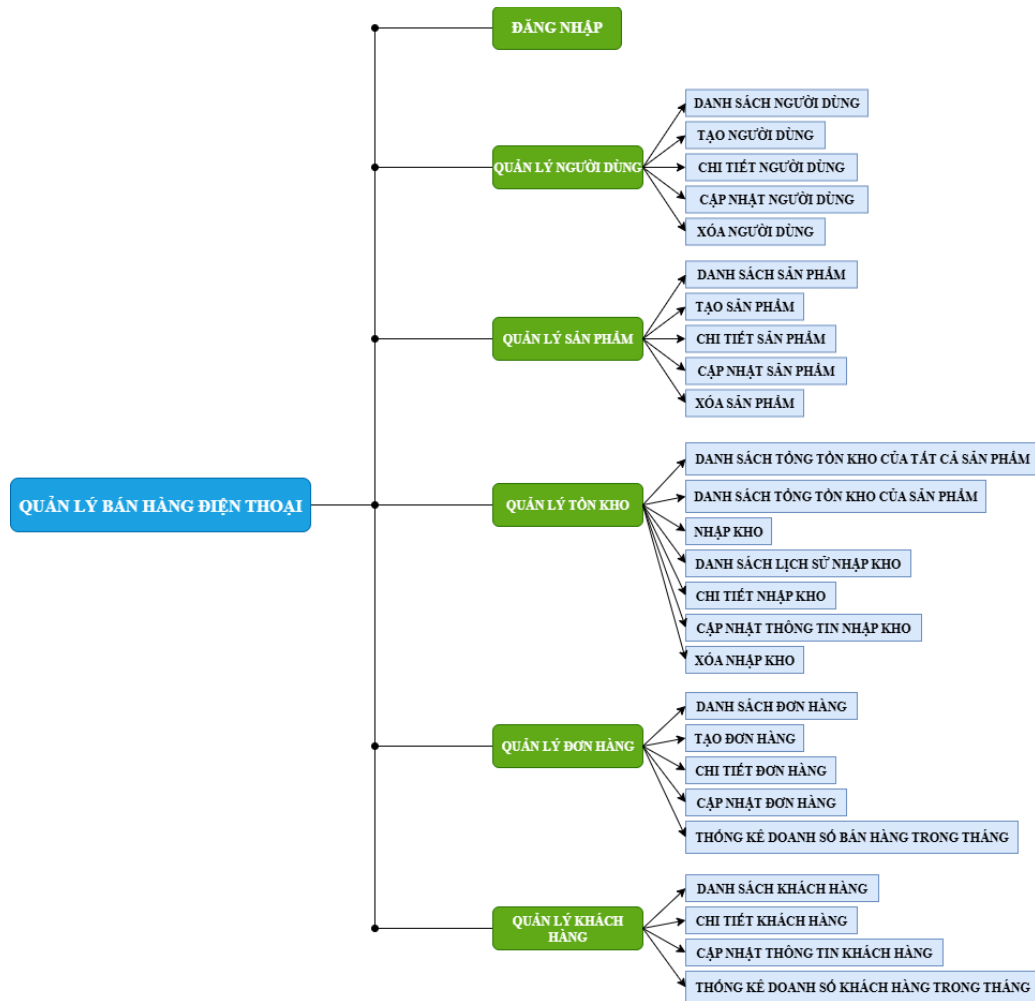 ĐĂNG NHẬP
DANH SÁCH NGƯỜI DÙNG
TẠO NGƯỜI DÙNG
QUẢN LÝ NGƯỜI DÙNG
CHI TIẾT NGƯỜI DÙNG
CẬP NHẬT NGƯỜI DÙNG
XÓA NGƯỜI DÙNG
DANH SÁCH SẢN PHẨM
TẠO SẢN PHẨM
QUẢN LÝ SẢN PHẨM
CHI TIẾT SẢN PHẨM
CẬP NHẬT SẢN PHẨM
XÓA SẢN PHẨM
DANH SÁCH TỔNG TỒN KHO CỦA TẤT CẢ SẢN PHẨM
DANH SÁCH TỔNG TỒN KHO CỦA SẢN PHẨM
QUẢN LÝ BÁN HÀNG ĐIỆN THOẠI
QUẢN LÝ TỒN KHO
NHẬP KHO
DANH SÁCH LỊCH SỬ NHẬP KHO
CHI TIẾT NHẬP KHO
CẬP NHẬT THÔNG TIN NHẬP KHO
XÓA NHẬP KHO
DANH SÁCH ĐƠN HÀNG
TẠO ĐƠN HÀNG
QUẢN LÝ ĐƠN HÀNG
CHI TIẾT ĐƠN HÀNG
CẬP NHẬT ĐƠN HÀNG
THỐNG KÊ DOANH SỐ BÁN HÀNG TRONG THÁNG
DANH SÁCH KHÁCH HÀNG
QUẢN LÝ KHÁCH
HÀNG
CHI TIẾT KHÁCH HÀNG
CẬP NHẬT THÔNG TIN KHÁCH HÀNG
THỐNG KÊ DOANH SỐ KHÁCH HÀNG TRONG THÁNG